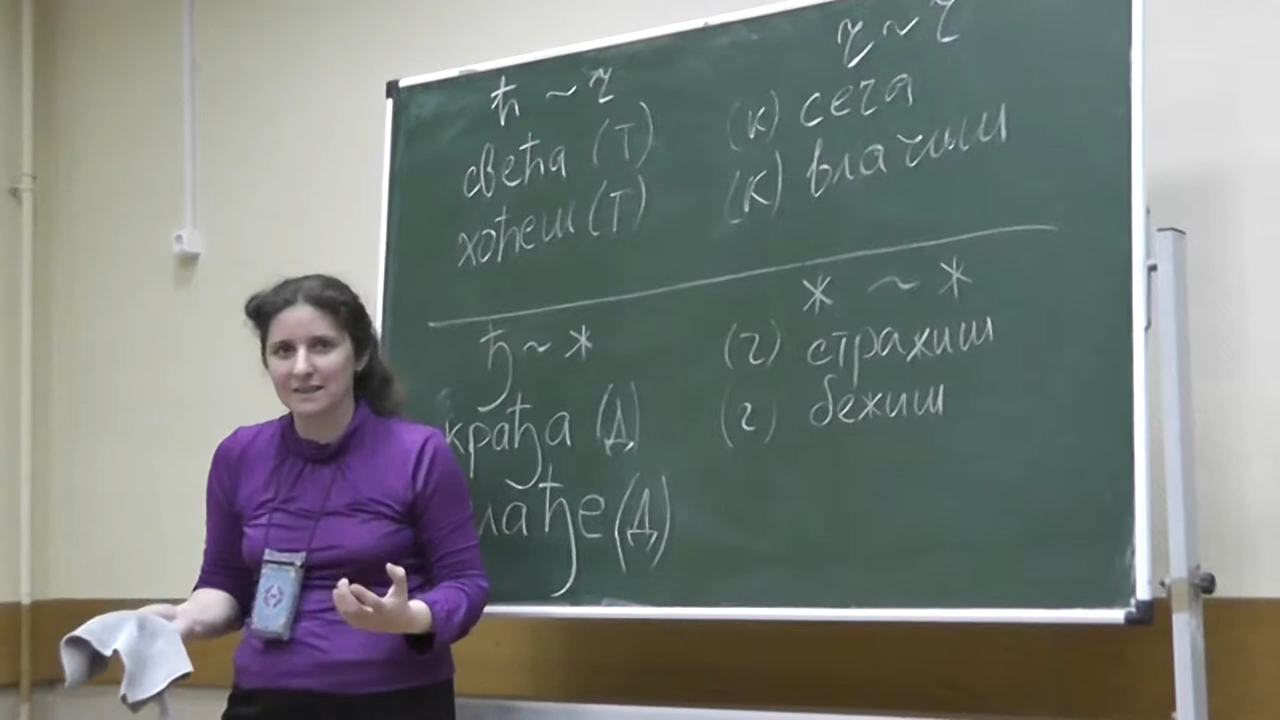 ћ ~ ч
свећа (т)
хоћеш (т)
ч ~ ч
(к) сеча
(к) влачиш
ђ ~ ж
крађа (д)
лађе (д)
ж ~ ж
(г) стражиш
(г) бежиш